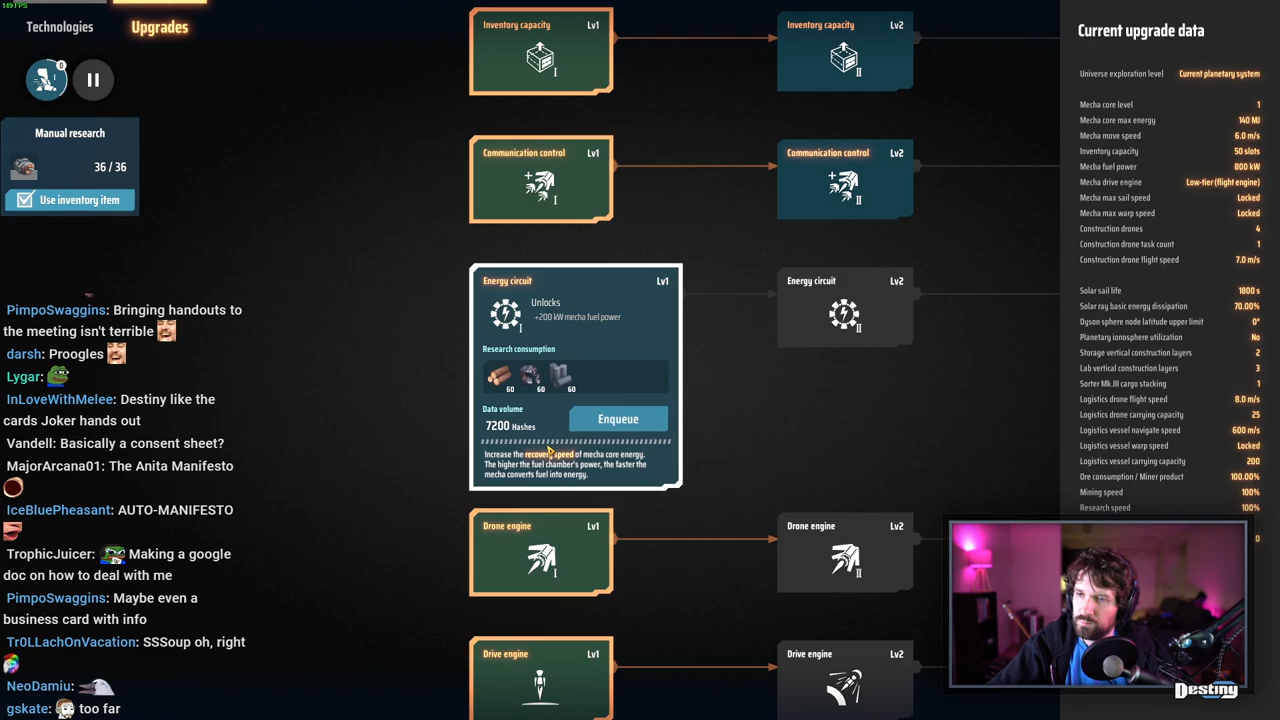 149 FPS
Technologies
Upgrades
0
Manual research
36 / 36
Use inventory item
PimpoSwaggins: Bringing handouts
to the meeting isn't terrible
darsh: Proogles
Lygar:
InLoveWithMelee: Destiny like the
cards Joker hands out
Vandell: Basically a consent sheet?
MajorArcana01: The Anita Manifesto
IceBluePheasant: AUTO-MANIFESTO
TrophicJuicer: Making a google
doc on how to deal with me
PimpoSwaggins: Maybe even a
business card with info
Tr0LLachOnVacation: SSSoup oh, right
NeoDamiu:
gskate: too far
Inventory capacity Lv1
I
Inventory capacity Lv2
II
Communication control Lv1
I
Communication control Lv2
II
Energy circuit Lv1
I
Unlocks
+200 kW mecha fuel power
Research consumption
60 60 60
Data volume
7200 Hashes
Enqueue
Increase the recovery speed of mecha core energy.
The higher the fuel chamber's power, the faster the
mecha converts fuel into energy.
Energy circuit Lv2
II
Drone engine Lv1
I
Drone engine Lv2
II
Drive engine Lv1
Drive engine Lv2
Current upgrade data
Universe exploration level Current planetary system
Mecha core level 1
Mecha core max energy 140 MJ
Mecha move speed 6.0 m/s
Inventory capacity 50 slots
Mecha fuel power 800 kW
Mecha drive engine Low-tier (flight engine)
Mecha max sail speed Locked
Mecha max warp speed Locked
Construction drones 4
Construction drone task count 1
Construction drone flight speed 7.0 m/s
Solar sail life 1800 s
Solar ray basic energy dissipation 70.00%
Dyson sphere node latitude upper limit 0°
Planetary ionosphere utilization No
Storage vertical construction layers 2
Lab vertical construction layers 3
Sorter Mk.III cargo stacking 1
Logistics drone flight speed 8.0 m/s
Logistics drone carrying capacity 25
Logistics vessel navigate speed 600 m/s
Logistics vessel warp speed Locked
Logistics vessel carrying capacity 200
Ore consumption / Miner product 100.00%
Mining speed 100%
Research speed 100%
0
Destiny